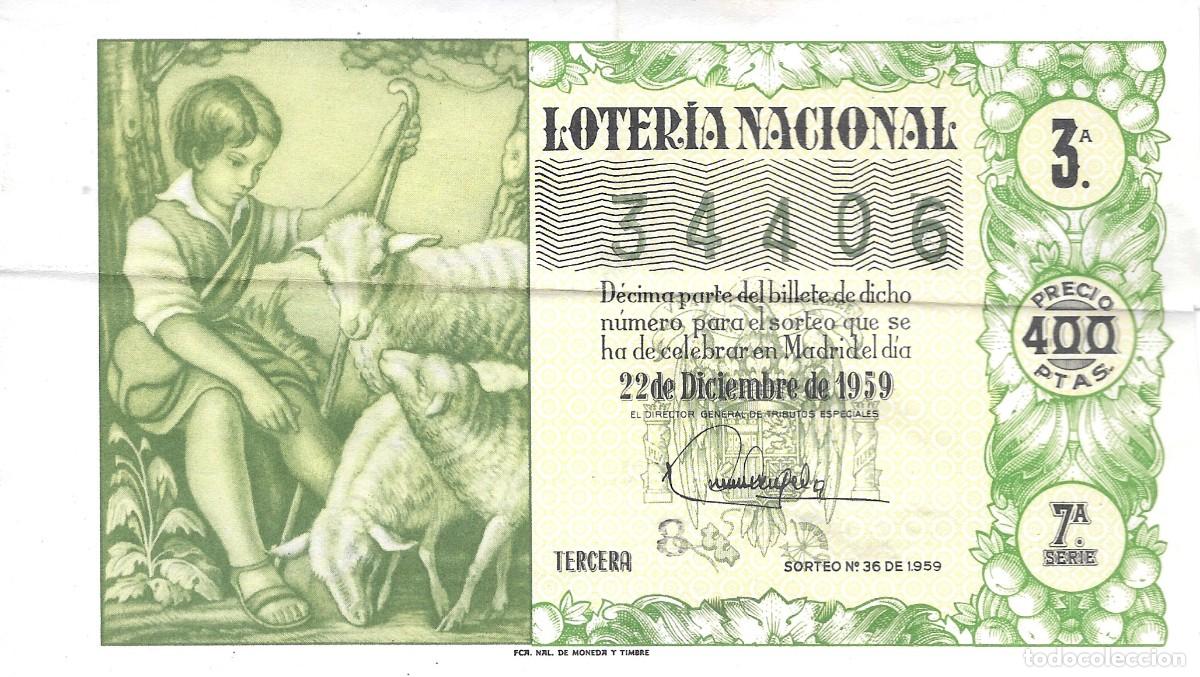 LOTERÍA NACIONAL
34406
Décima parte del billete de dicho
número para el sorteo que se
ha de celebrar en Madrid el día
22 de Diciembre de 1959
EL DIRECTOR GENERAL DE TRIBUTOS ESPECIALES
TERCERA
SORTEO Nº 36 DE 1.959
3.ª
PRECIO
400
PTAS.
7.ª
SERIE
FCA. NAL. DE MONEDA Y TIMBRE
todocoleccion